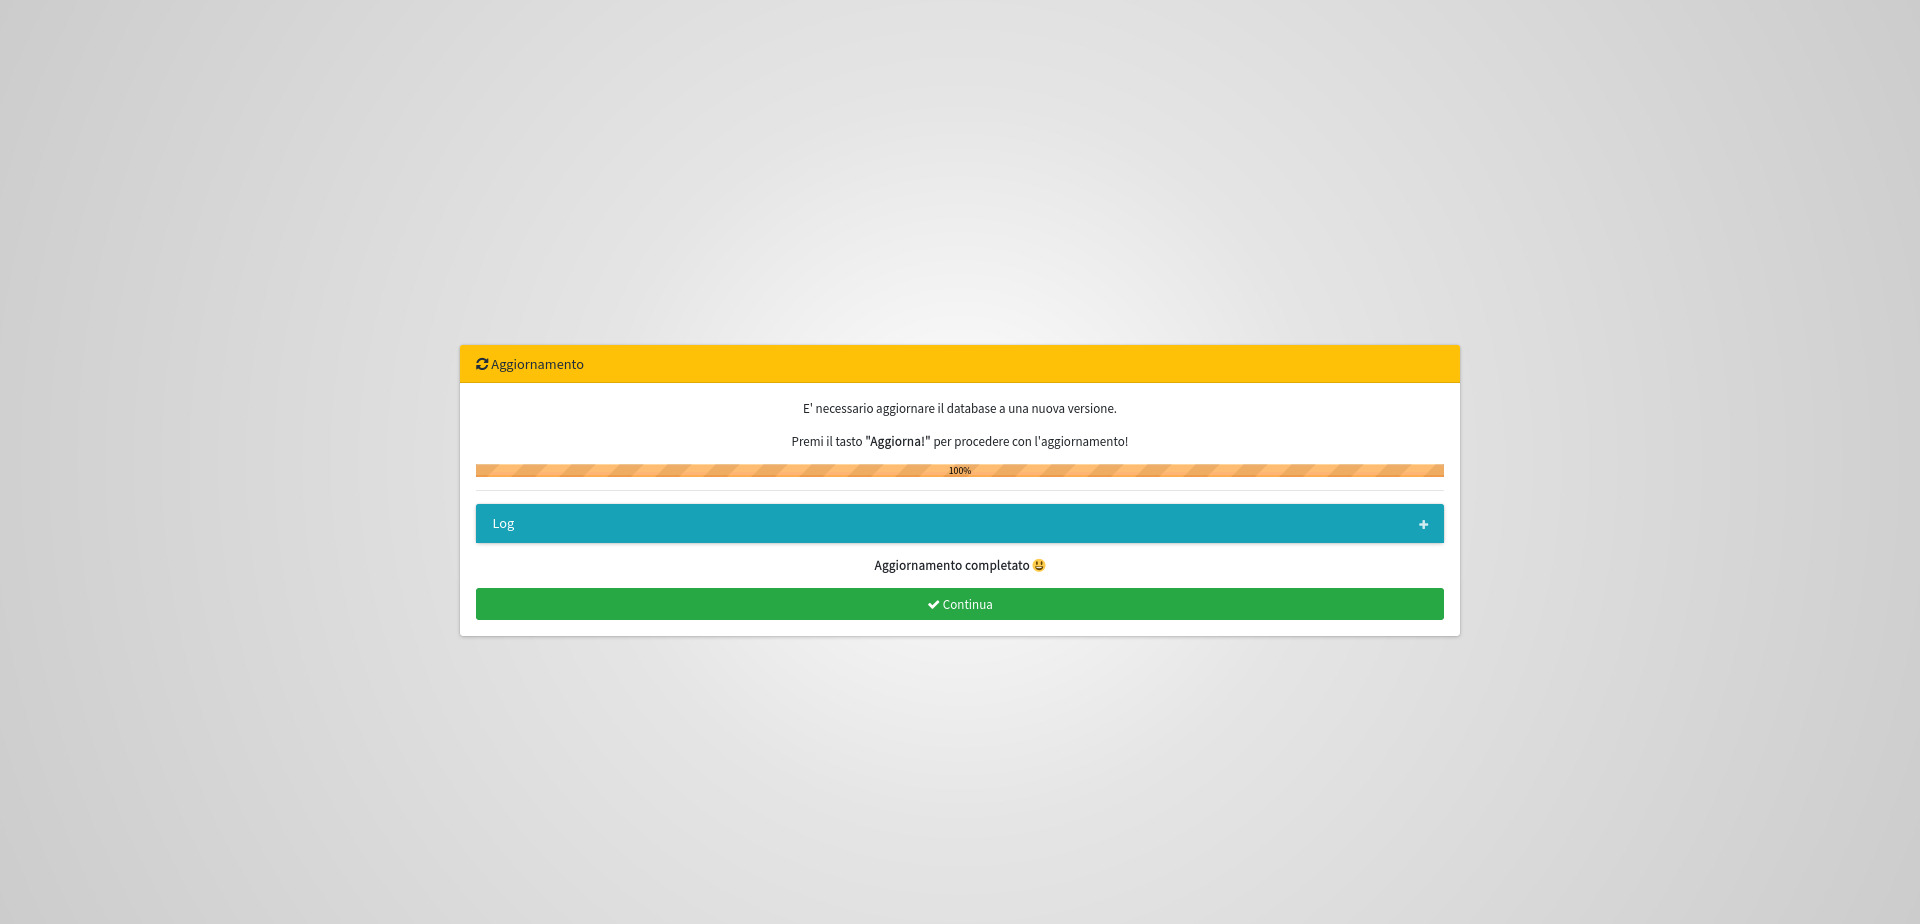 Aggiornamento
E' necessario aggiornare il database a una nuova versione.
Premi il tasto "Aggiorna!" per procedere con l'aggiornamento!
100%
Log
Aggiornamento completato 😃
Continua